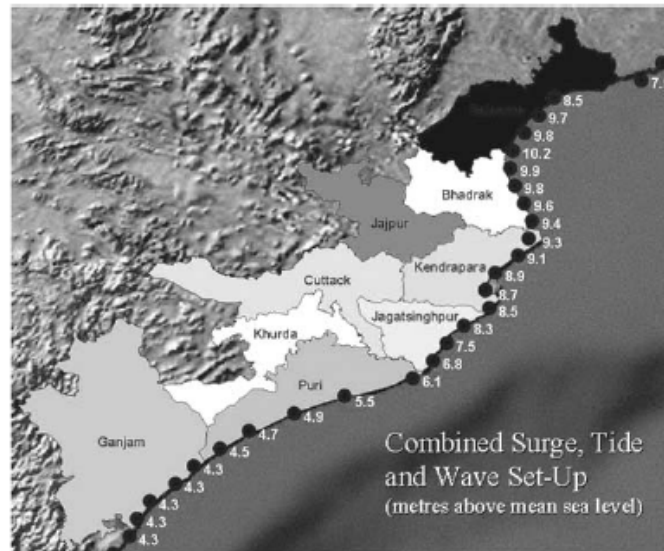 7.
8.5
9.7
9.8
10.2
9.9
9.8
Bhadrak
9.6
9.4
Jajpur
9.3
9.1
Kendrapara
8.9
Cuttack
8.7
8.5
Jagatsinghpur
8.3
Khurda
7.5
6.8
Puri
6.1
5.5
4.9
4.7
Ganjam
4.5
4.3
4.3
4.3
4.3
4.3
Combined Surge, Tide
and Wave Set-Up
(metres above mean sea level)